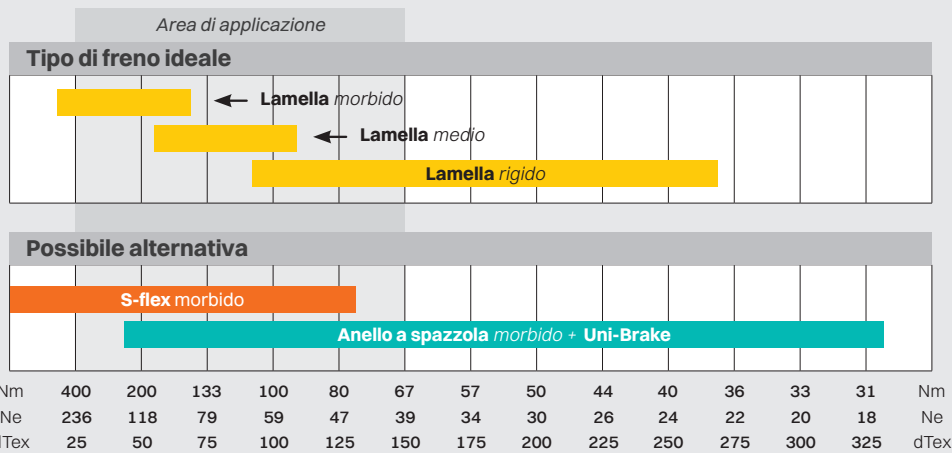 Area di applicazione
Tipo di freno ideale
Lamella morbido
Lamella medio
Lamella rigido
Possibile alternativa
S-flex morbido
Anello a spazzola morbido + Uni-Brake
Nm 400 200 133 100 80 67 57 50 44 40 36 33 31 Nm
Ne 236 118 79 59 47 39 34 30 26 24 22 20 18 Ne
dTex 25 50 75 100 125 150 175 200 225 250 275 300 325 dTex